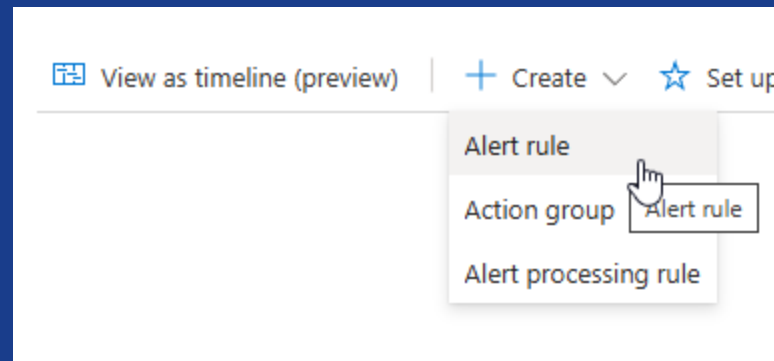 View as timeline (preview) Create Set up
Alert rule
Action group Alert rule
Alert processing rule